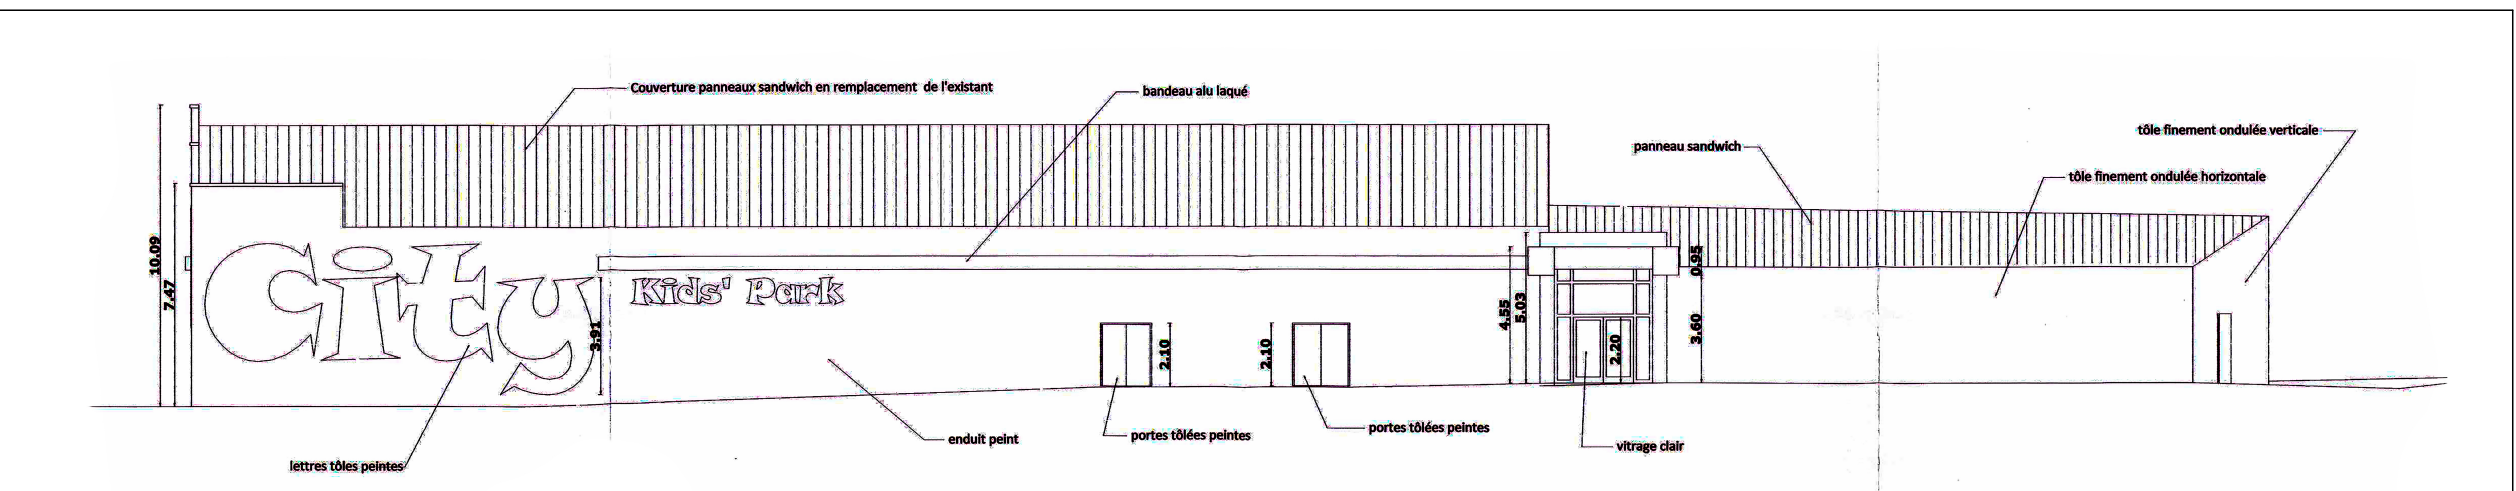 Couverture panneaux sandwich en remplacement de l'existant
bandeau alu laqué
tôle finement ondulée verticale
panneau sandwich
tôle finement ondulée horizontale
10.09
7.47
City
Kids' Park
3.91
2.10
2.10
4.55
5.03
2.20
0.95
3.60
enduit peint
portes tôlées peintes
portes tôlées peintes
vitrage clair
lettres tôles peintes